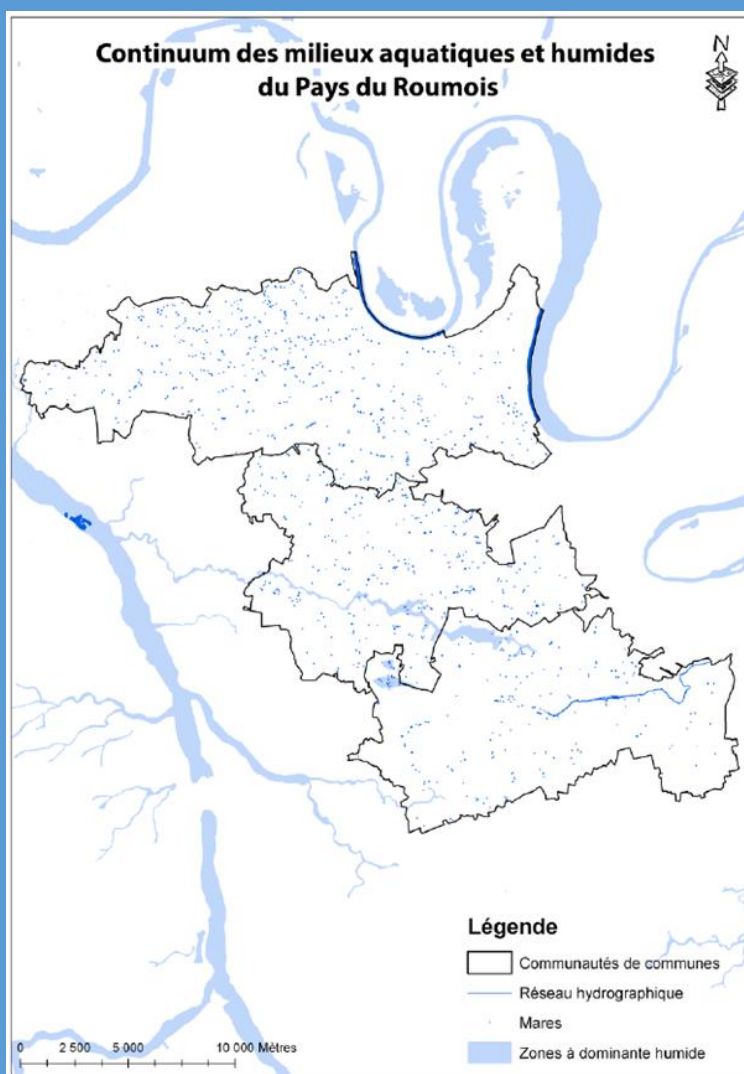 Continuum des milieux aquatiques et humides
du Pays du Roumois
N
Légende
Communautés de communes
Réseau hydrographique
Mares
Zones à dominante humide
0 2 500 5 000 10 000 Mètres